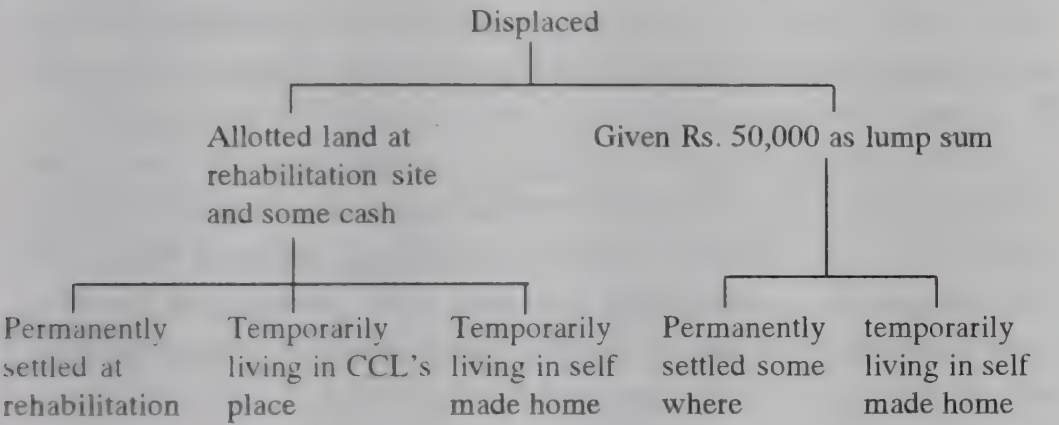 Displaced
Allotted land at
rehabilitation site
and some cash
Given Rs. 50,000 as lump sum
Permanently
settled at
rehabilitation
Temporarily
living in CCL's
place
Temporarily
living in self
made home
Permanently
settled some
where
temporarily
living in self
made home